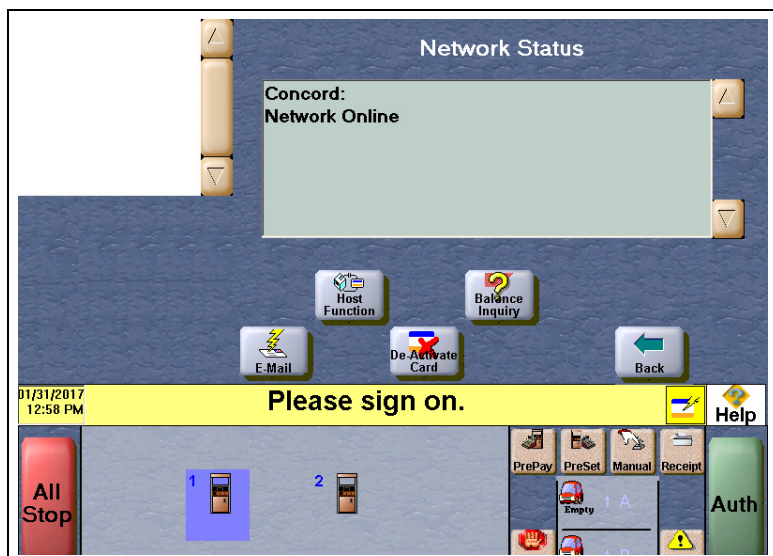 Network Status
Concord:
Network Online
Host
Function
Balance
Inquiry
E-Mail
De-Activate
Card
Back
01/31/2017
12:58 PM
Please sign on.
Help
All
Stop
1
2
PrePay
PreSet
Manual
Receipt
Empty
1 A
Auth